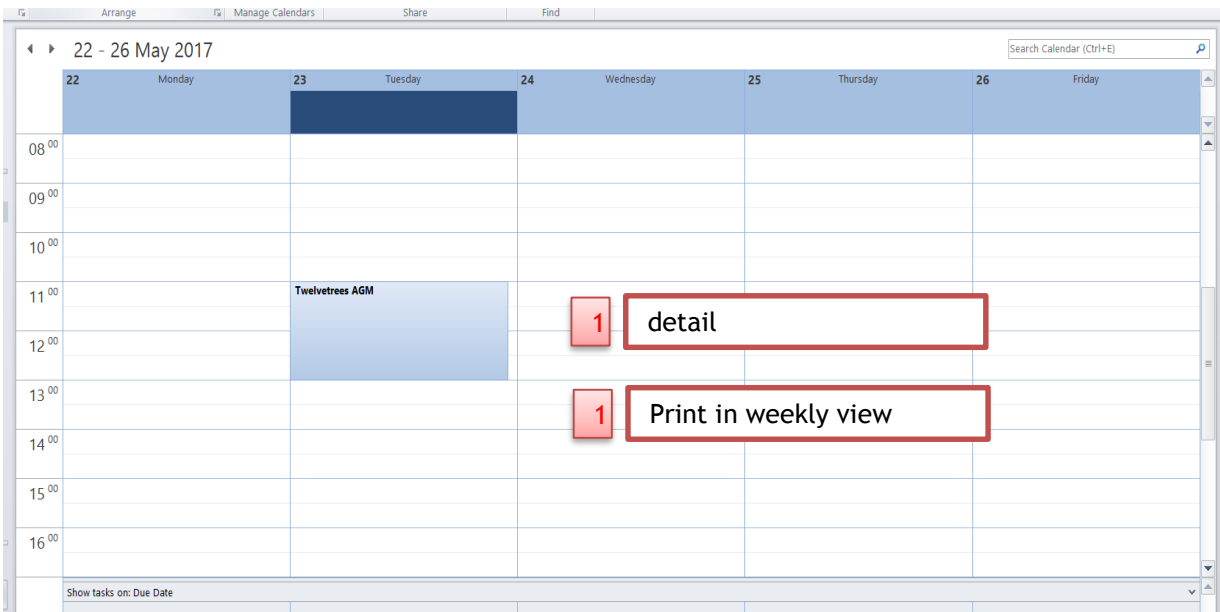 Arrange Manage Calendars Share Find
22 - 26 May 2017 Search Calendar (Ctrl+E)
22 Monday 23 Tuesday 24 Wednesday 25 Thursday 26 Friday
08 00
09 00
10 00
11 00 Twelvetrees AGM
1 detail
12 00
13 00
1 Print in weekly view
14 00
15 00
16 00
Show tasks on: Due Date